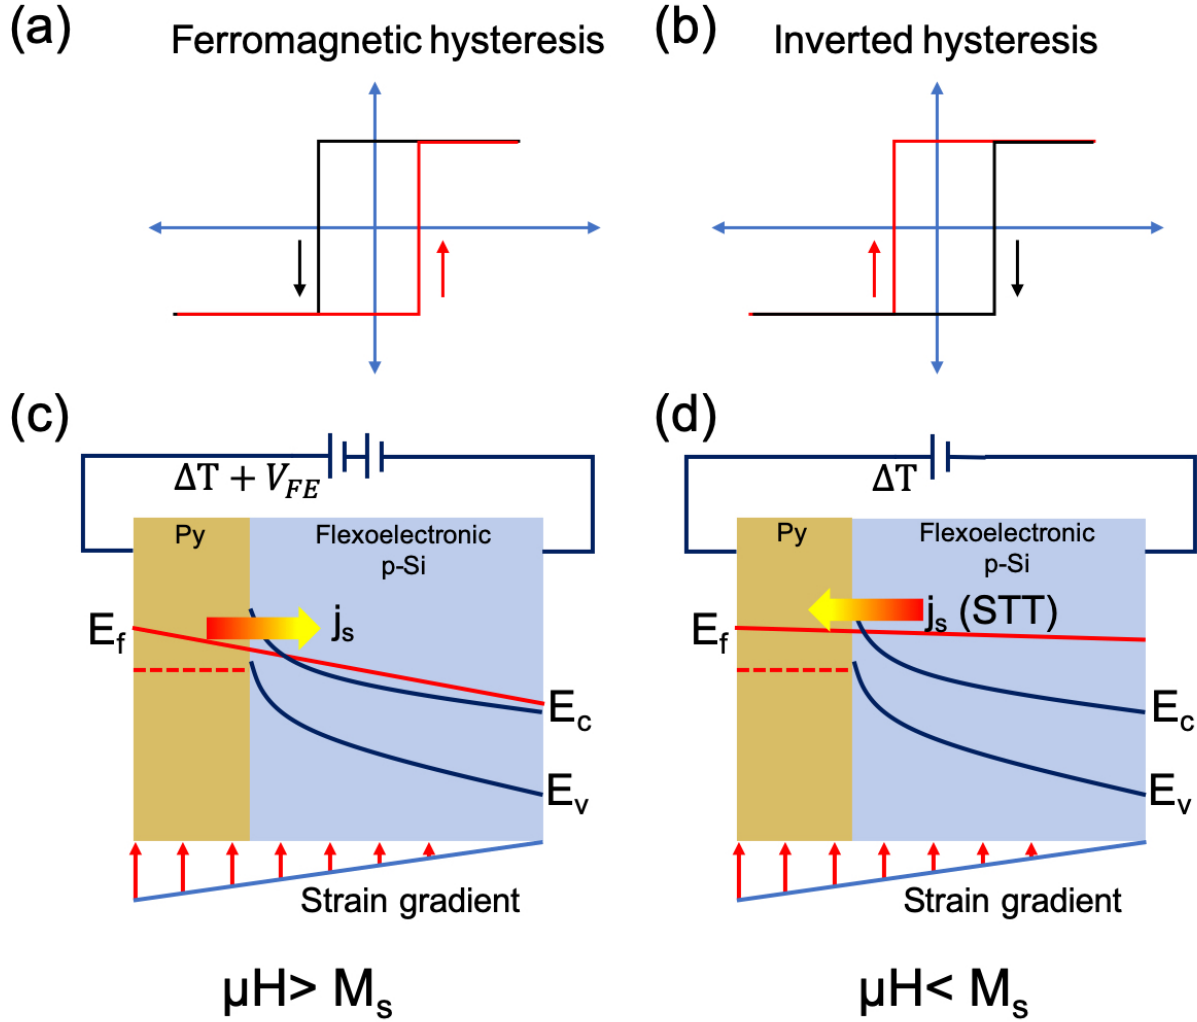 (a)
Ferromagnetic hysteresis
(b)
Inverted hysteresis
(c)
ΔT + V_FE
Py
Flexoelectronic
p-Si
E_f
j_s
E_c
E_v
Strain gradient
μH> M_s
(d)
ΔT
Py
Flexoelectronic
p-Si
E_f
j_s (STT)
E_c
E_v
Strain gradient
μH< M_s